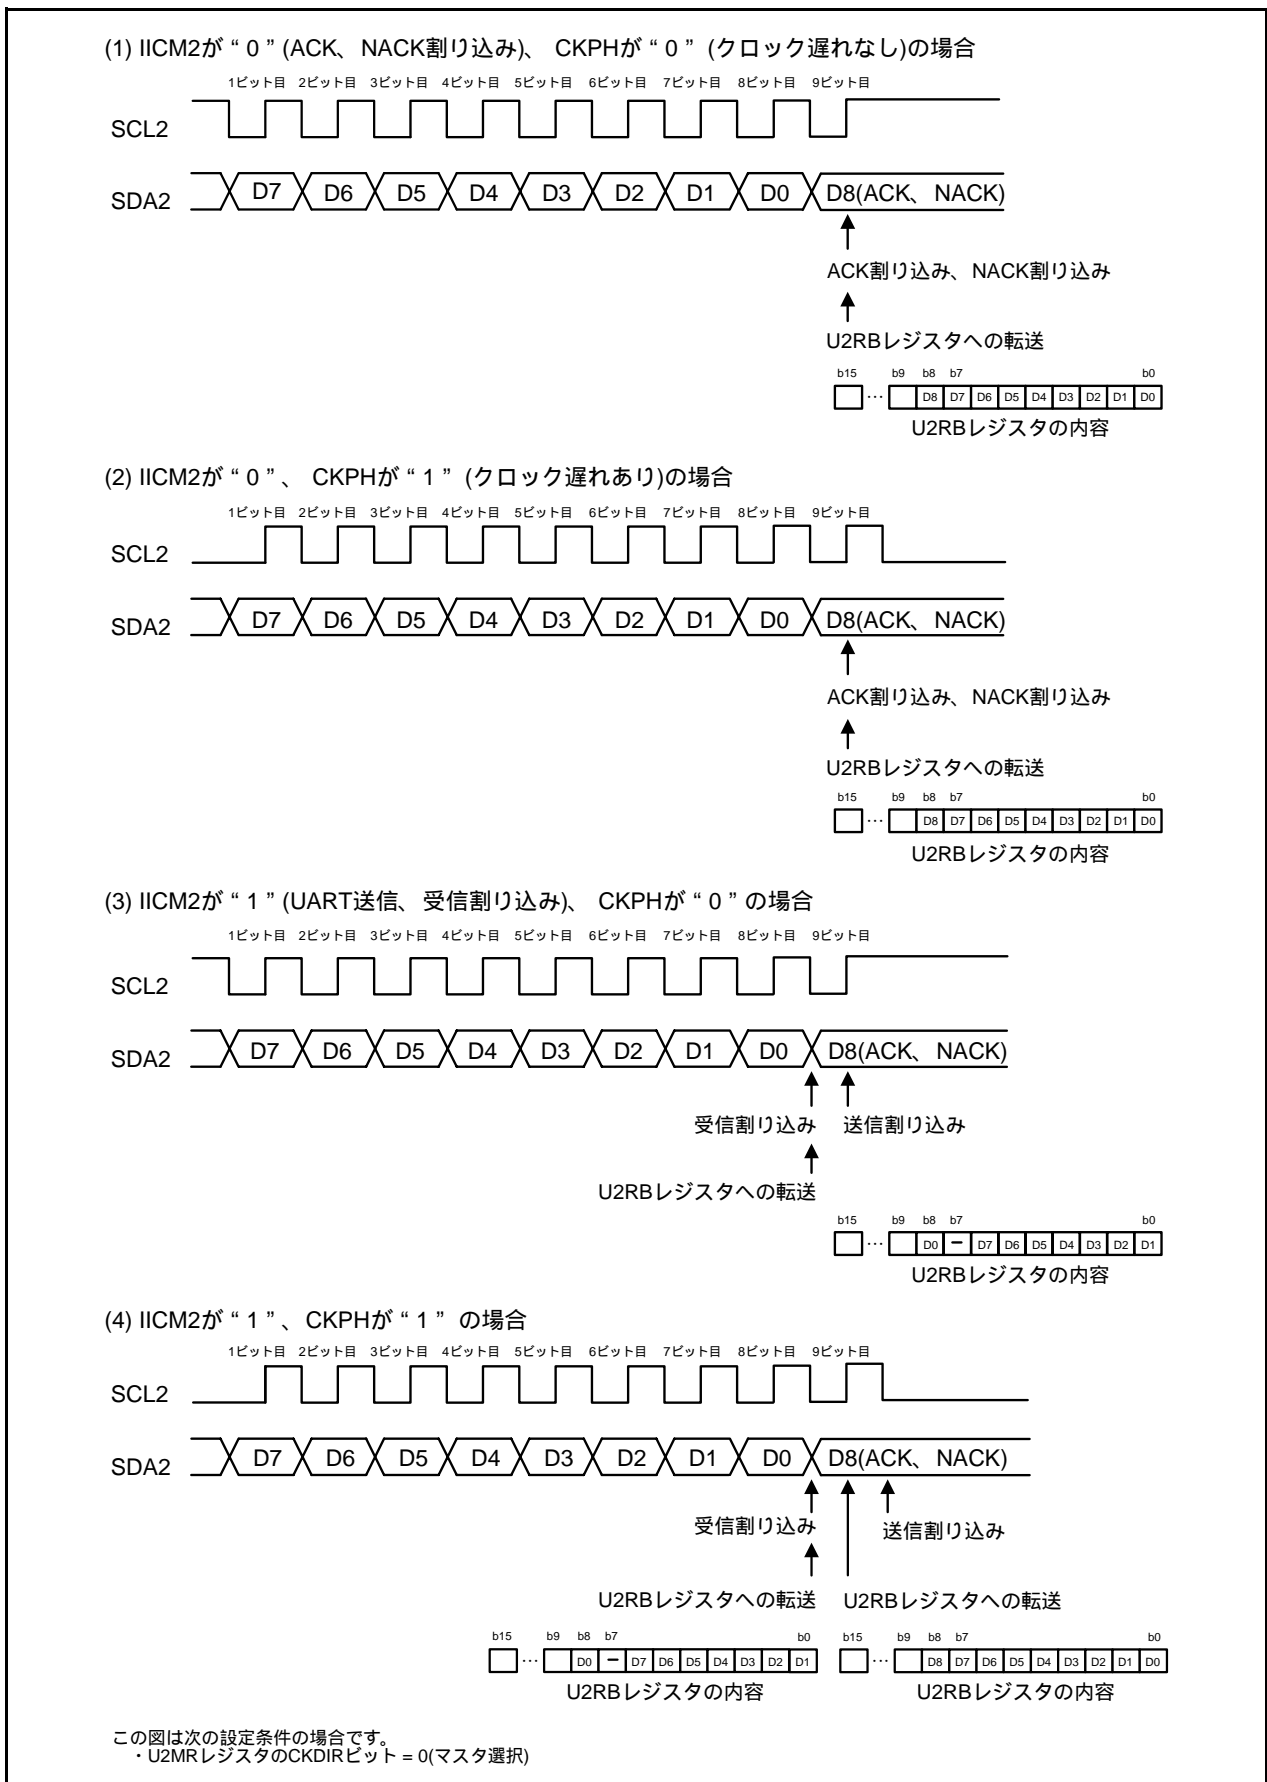 (1) IICM2が“0”(ACK、NACK割り込み)、 CKPHが“0” (クロック遅れなし)の場合
1ビット目 2ビット目 3ビット目 4ビット目 5ビット目 6ビット目 7ビット目 8ビット目 9ビット目
SCL2
SDA2 D7 D6 D5 D4 D3 D2 D1 D0 D8(ACK、 NACK)
ACK割り込み、NACK割り込み
U2RBレジスタへの転送
b15 b9 b8 b7 b0
… D8 D7 D6 D5 D4 D3 D2 D1 D0
U2RBレジスタの内容
(2) IICM2が“0”、 CKPHが“1” (クロック遅れあり)の場合
1ビット目 2ビット目 3ビット目 4ビット目 5ビット目 6ビット目 7ビット目 8ビット目 9ビット目
SCL2
SDA2 D7 D6 D5 D4 D3 D2 D1 D0 D8(ACK、 NACK)
ACK割り込み、NACK割り込み
U2RBレジスタへの転送
b15 b9 b8 b7 b0
… D8 D7 D6 D5 D4 D3 D2 D1 D0
U2RBレジスタの内容
(3) IICM2が“1”(UART送信、受信割り込み)、 CKPHが“0”の場合
1ビット目 2ビット目 3ビット目 4ビット目 5ビット目 6ビット目 7ビット目 8ビット目 9ビット目
SCL2
SDA2 D7 D6 D5 D4 D3 D2 D1 D0 D8(ACK、 NACK)
受信割り込み 送信割り込み
U2RBレジスタへの転送
b15 b9 b8 b7 b0
… D0 － D7 D6 D5 D4 D3 D2 D1
U2RBレジスタの内容
(4) IICM2が“1”、CKPHが“1” の場合
1ビット目 2ビット目 3ビット目 4ビット目 5ビット目 6ビット目 7ビット目 8ビット目 9ビット目
SCL2
SDA2 D7 D6 D5 D4 D3 D2 D1 D0 D8(ACK、 NACK)
受信割り込み 送信割り込み
U2RBレジスタへの転送 U2RBレジスタへの転送
b15 b9 b8 b7 b0 b15 b9 b8 b7 b0
… D0 － D7 D6 D5 D4 D3 D2 D1 … D8 D7 D6 D5 D4 D3 D2 D1 D0
U2RBレジスタの内容 U2RBレジスタの内容
この図は次の設定条件の場合です。
・U2MRレジスタのCKDIRビット = 0(マスタ選択)